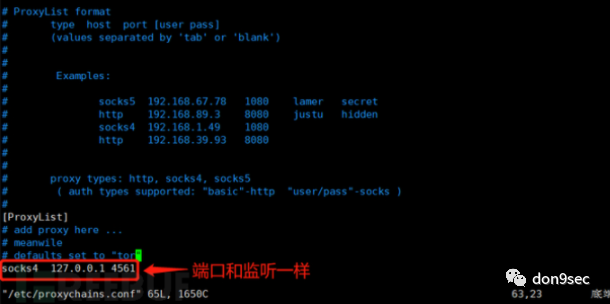 # ProxyList format
#       type  host  port [user pass]
#       (values separated by 'tab' or 'blank')
#
#
#        Examples:
#
#               socks5  192.168.67.78   1080    lamer   secret
#               http    192.168.89.3    8080    justu   hidden
#               socks4  192.168.1.49    1080
#               http    192.168.39.93   8080
#
#
#       proxy types: http, socks4, socks5
#        ( auth types supported: "basic"-http  "user/pass"-socks )
#
[ProxyList]
# add proxy here ...
# meanwile
# defaults set to "tor"
socks4  127.0.0.1 4561
端口和监听一样
"/etc/proxychains.conf" 65L, 1650C
63,23
底端
don9sec